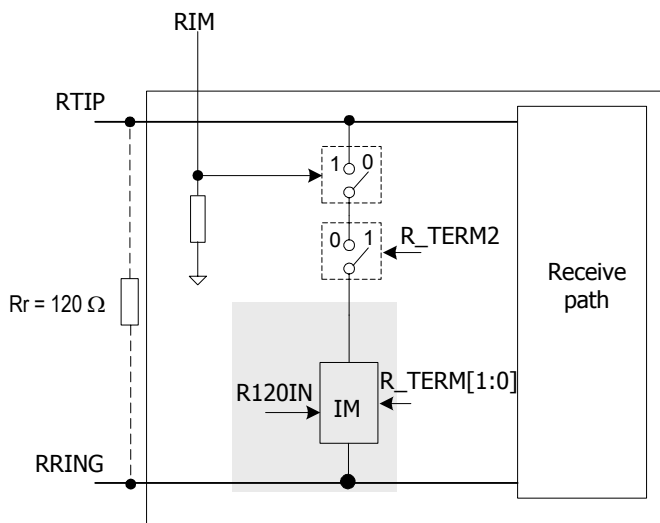 RIM
RTIP
1 0
0 1
R_TERM2
Receive
path
Rr = 120 Ω
R120IN
IM
R_TERM[1:0]
RRING